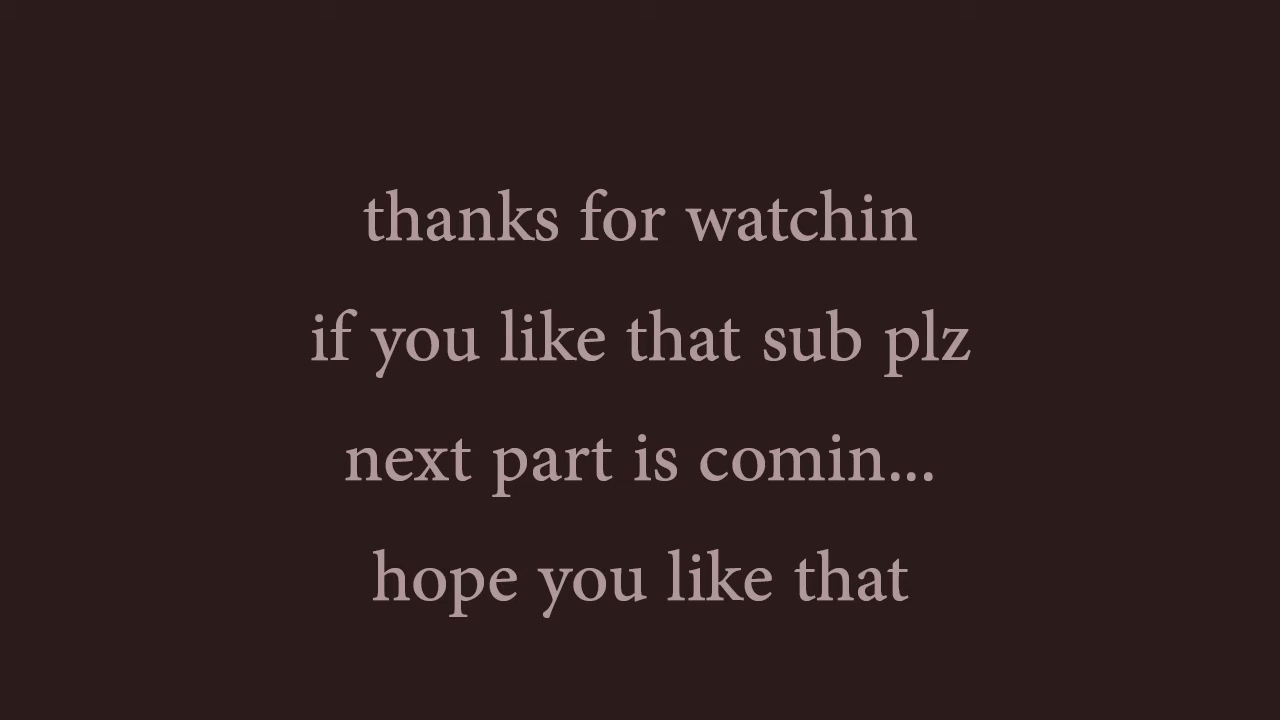 thanks for watchin
if you like that sub plz
next part is comin...
hope you like that